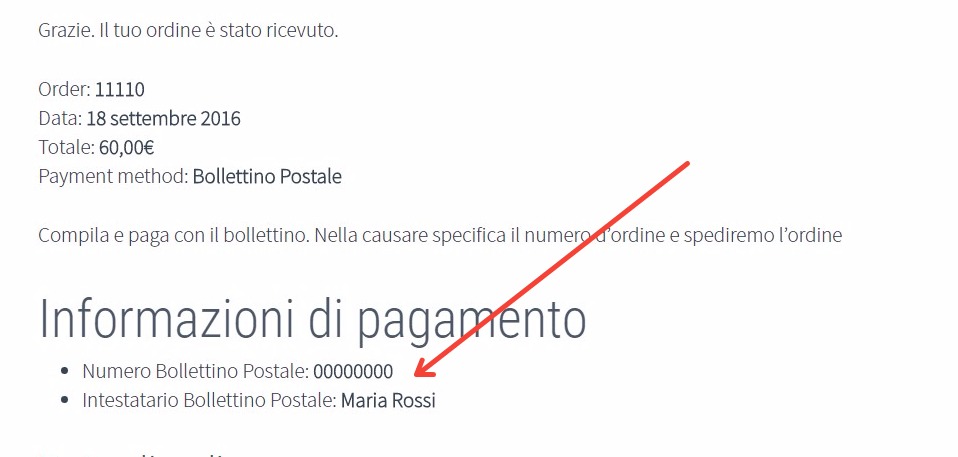 Grazie. Il tuo ordine è stato ricevuto.
Order: 11110
Data: 18 settembre 2016
Totale: 60,00€
Payment method: Bollettino Postale
Compila e paga con il bollettino. Nella causare specifica il numero d'ordine e spediremo l'ordine
Informazioni di pagamento
• Numero Bollettino Postale: 00000000
• Intestatario Bollettino Postale: Maria Rossi